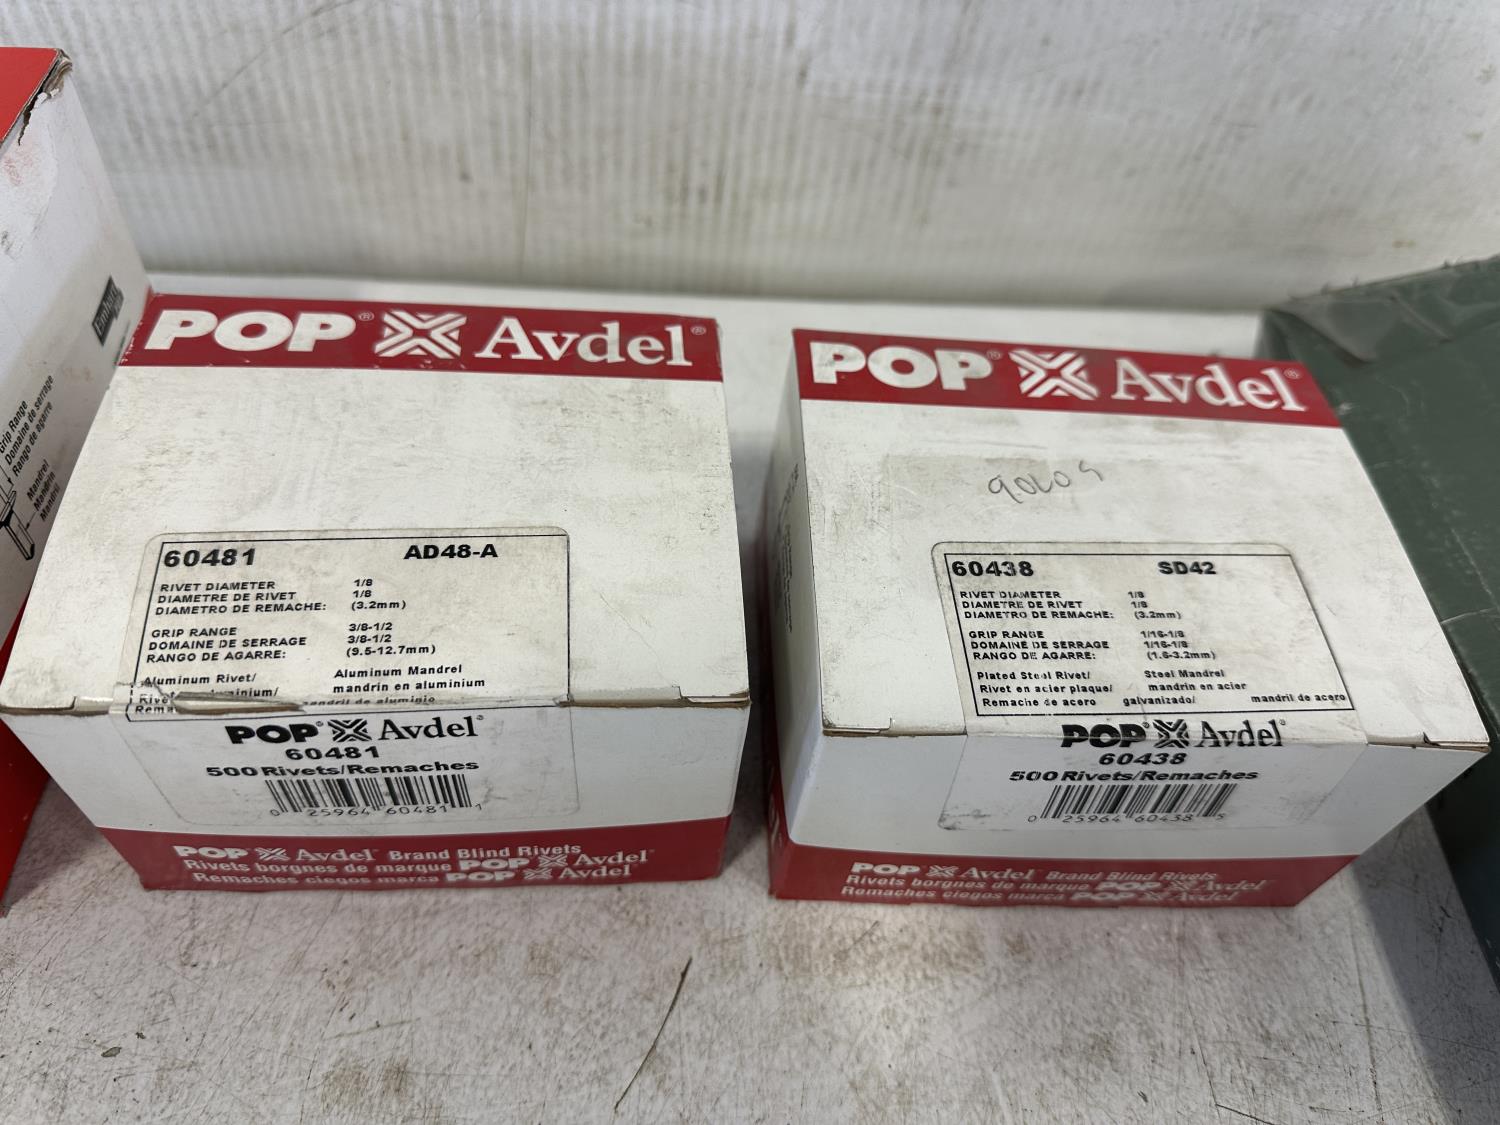 Emhart
Grip Range
Domaine de serrage
Rango de agarre
Mandrel
Mandrin
Mandril
POP® Avdel®
60481 AD48-A
RIVET DIAMETER 1/8
DIAMETRE DE RIVET 1/8
DIAMETRO DE REMACHE: (3.2mm)
GRIP RANGE 3/8-1/2
DOMAINE DE SERRAGE 3/8-1/2
RANGO DE AGARRE: (9.5-12.7mm)
Aluminum Rivet/ Aluminum Mandrel
mandrin en aluminium
mandril de aluminio
POP® Avdel®
60481
500 Rivets/Remaches
0 25964 60481 1
POP Avdel® Brand Blind Rivets
Rivets borgnes de marque POP Avdel®
Remaches ciegos marca POP Avdel®
POP® Avdel®
90609
60438 SD42
RIVET DIAMETER 1/8
DIAMETRE DE RIVET 1/8
DIAMETRO DE REMACHE: (3.2mm)
GRIP RANGE 1/16-1/8
DOMAINE DE SERRAGE 1/16-1/8
RANGO DE AGARRE: (1.6-3.2mm)
Plated Steel Rivet/ Steel Mandrel
Rivet en acier plaque/ mandrin en acier
Remache de acero galvanizado/ mandril de acero
POP® Avdel®
60438
500 Rivets/Remaches
0 25964 60438 5
POP Avdel® Brand Blind Rivets
Rivets borgnes de marque POP Avdel®
Remaches ciegos marca POP Avdel®